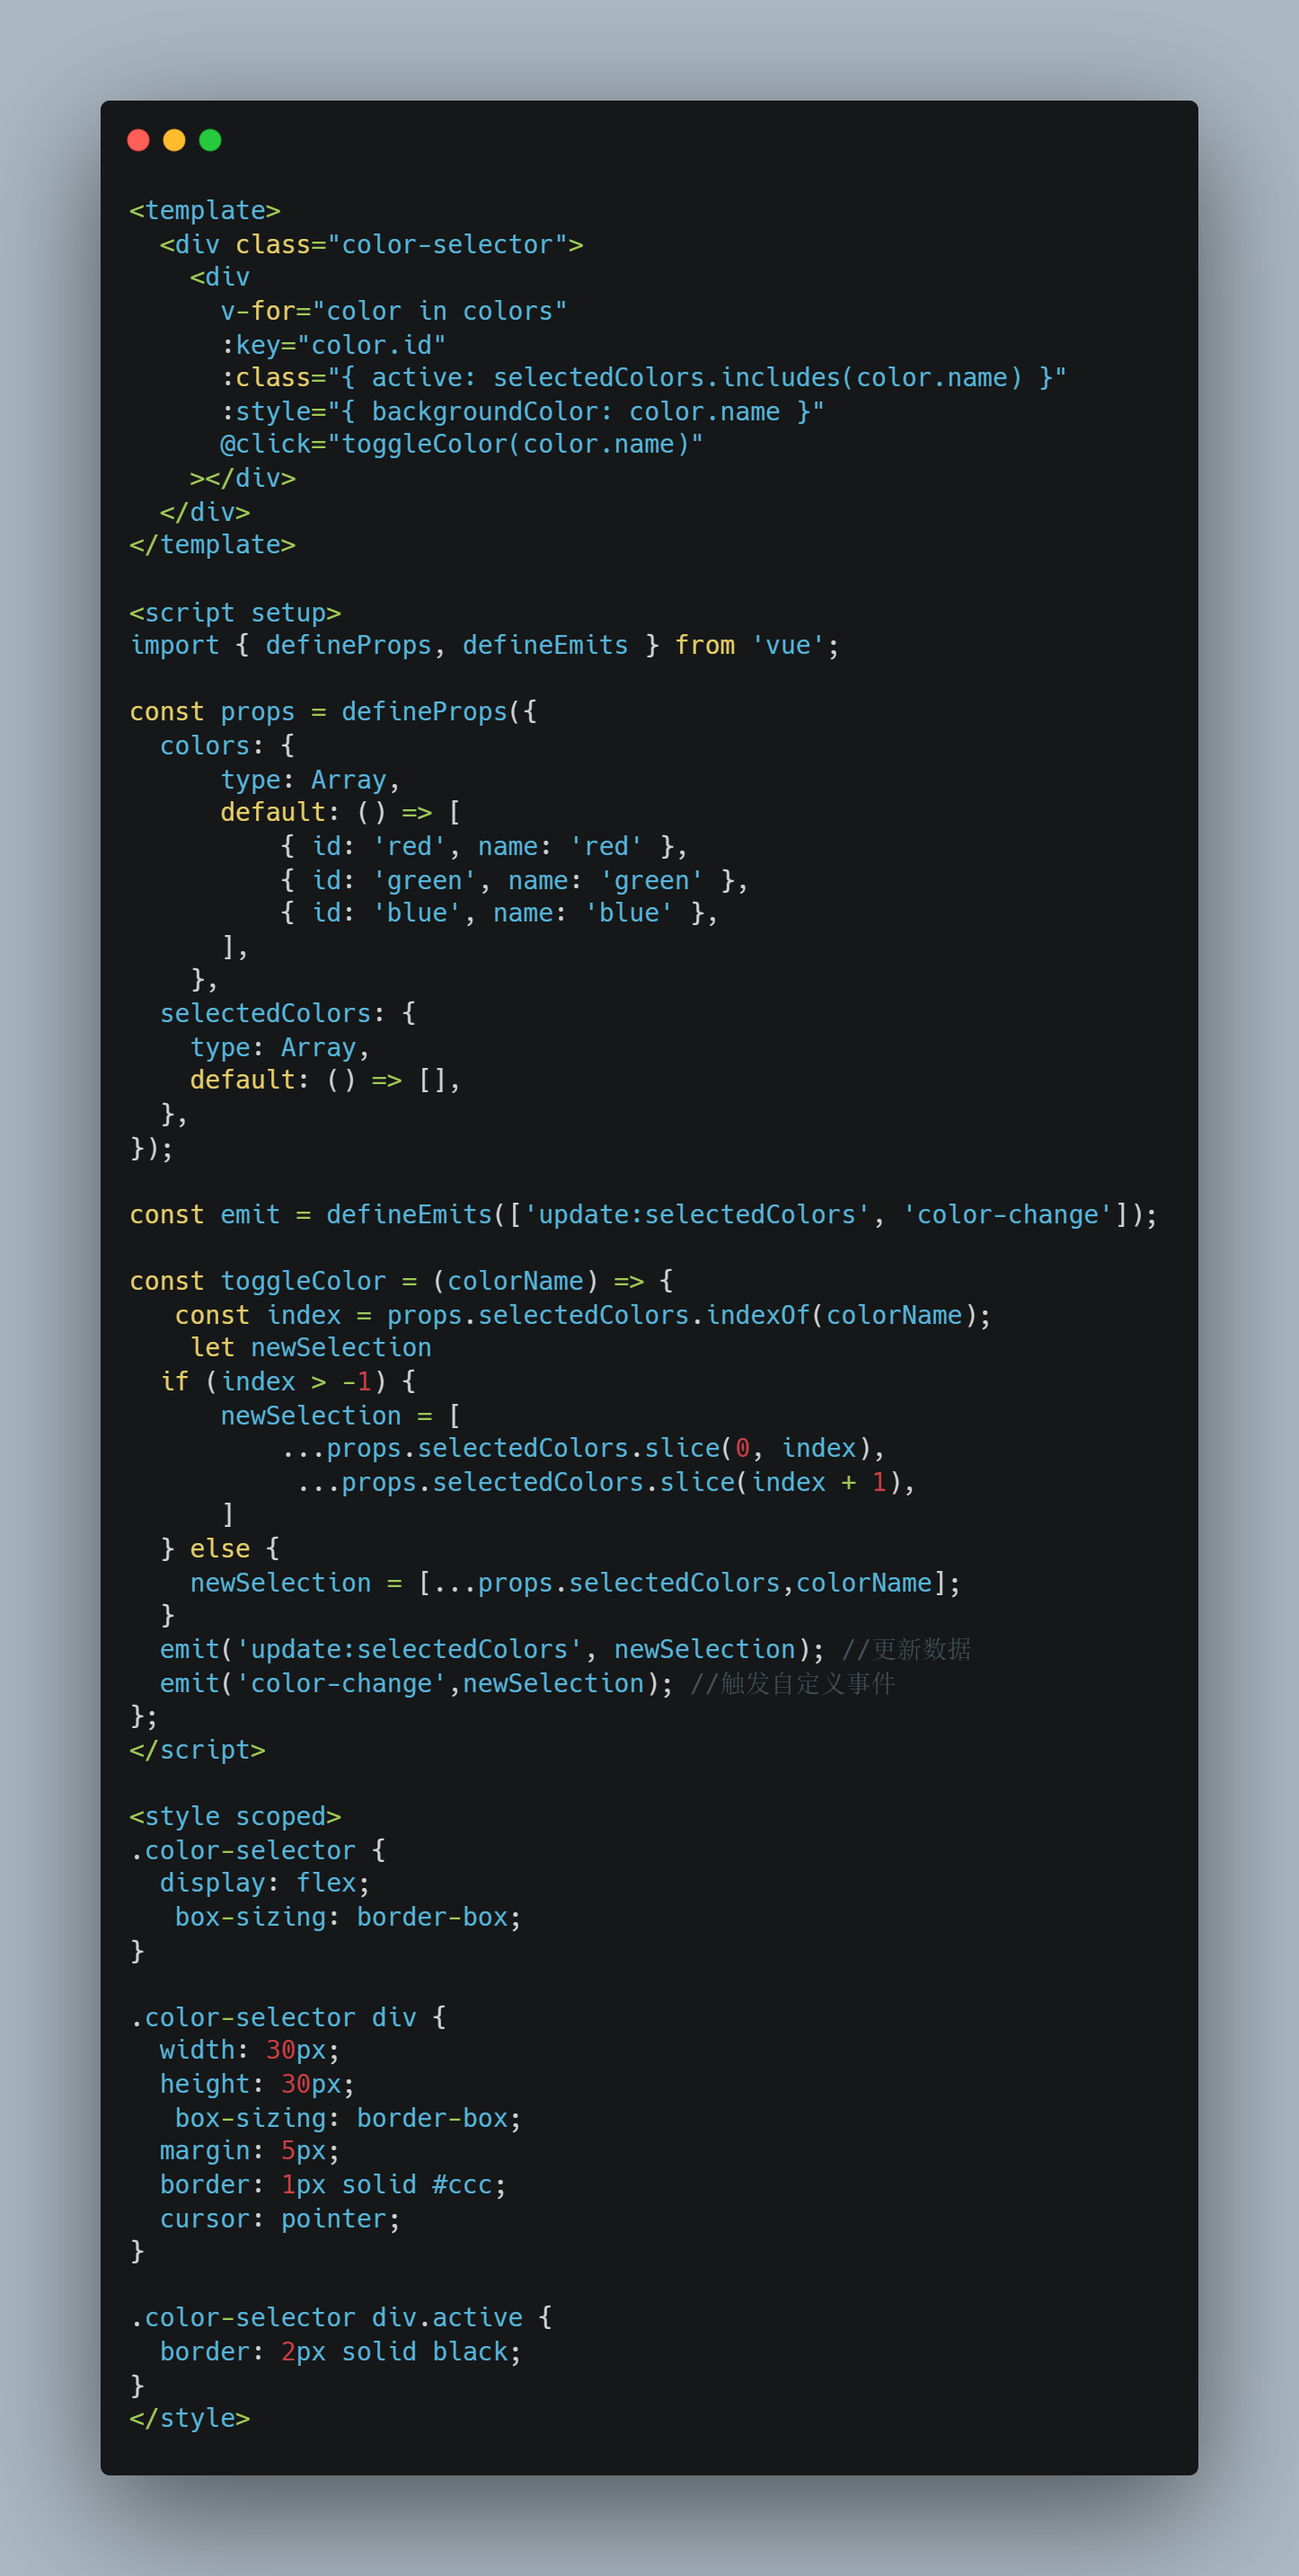 <template>
  <div class="color-selector">
    <div
      v-for="color in colors"
      :key="color.id"
      :class="{ active: selectedColors.includes(color.name) }"
      :style="{ backgroundColor: color.name }"
      @click="toggleColor(color.name)"
    ></div>
  </div>
</template>

<script setup>
import { defineProps, defineEmits } from 'vue';

const props = defineProps({
  colors: {
      type: Array,
      default: () => [
          { id: 'red', name: 'red' },
          { id: 'green', name: 'green' },
          { id: 'blue', name: 'blue' },
      ],
    },
  selectedColors: {
    type: Array,
    default: () => [],
  },
});

const emit = defineEmits(['update:selectedColors', 'color-change']);

const toggleColor = (colorName) => {
   const index = props.selectedColors.indexOf(colorName);
    let newSelection
  if (index > -1) {
      newSelection = [
          ...props.selectedColors.slice(0, index),
           ...props.selectedColors.slice(index + 1),
      ]
  } else {
    newSelection = [...props.selectedColors,colorName];
  }
  emit('update:selectedColors', newSelection); //更新数据
  emit('color-change',newSelection); //触发自定义事件
};
</script>

<style scoped>
.color-selector {
  display: flex;
   box-sizing: border-box;
}

.color-selector div {
  width: 30px;
  height: 30px;
   box-sizing: border-box;
  margin: 5px;
  border: 1px solid #ccc;
  cursor: pointer;
}

.color-selector div.active {
  border: 2px solid black;
}
</style>